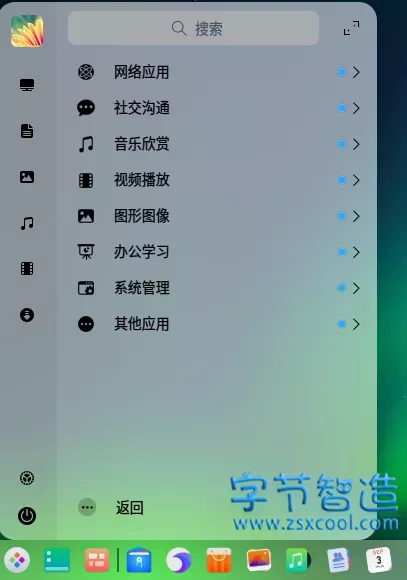 搜索
网络应用
社交沟通
音乐欣赏
视频播放
图形图像
办公学习
系统管理
其他应用
返回
字节智造
www.zsxcool.com
SEP
3